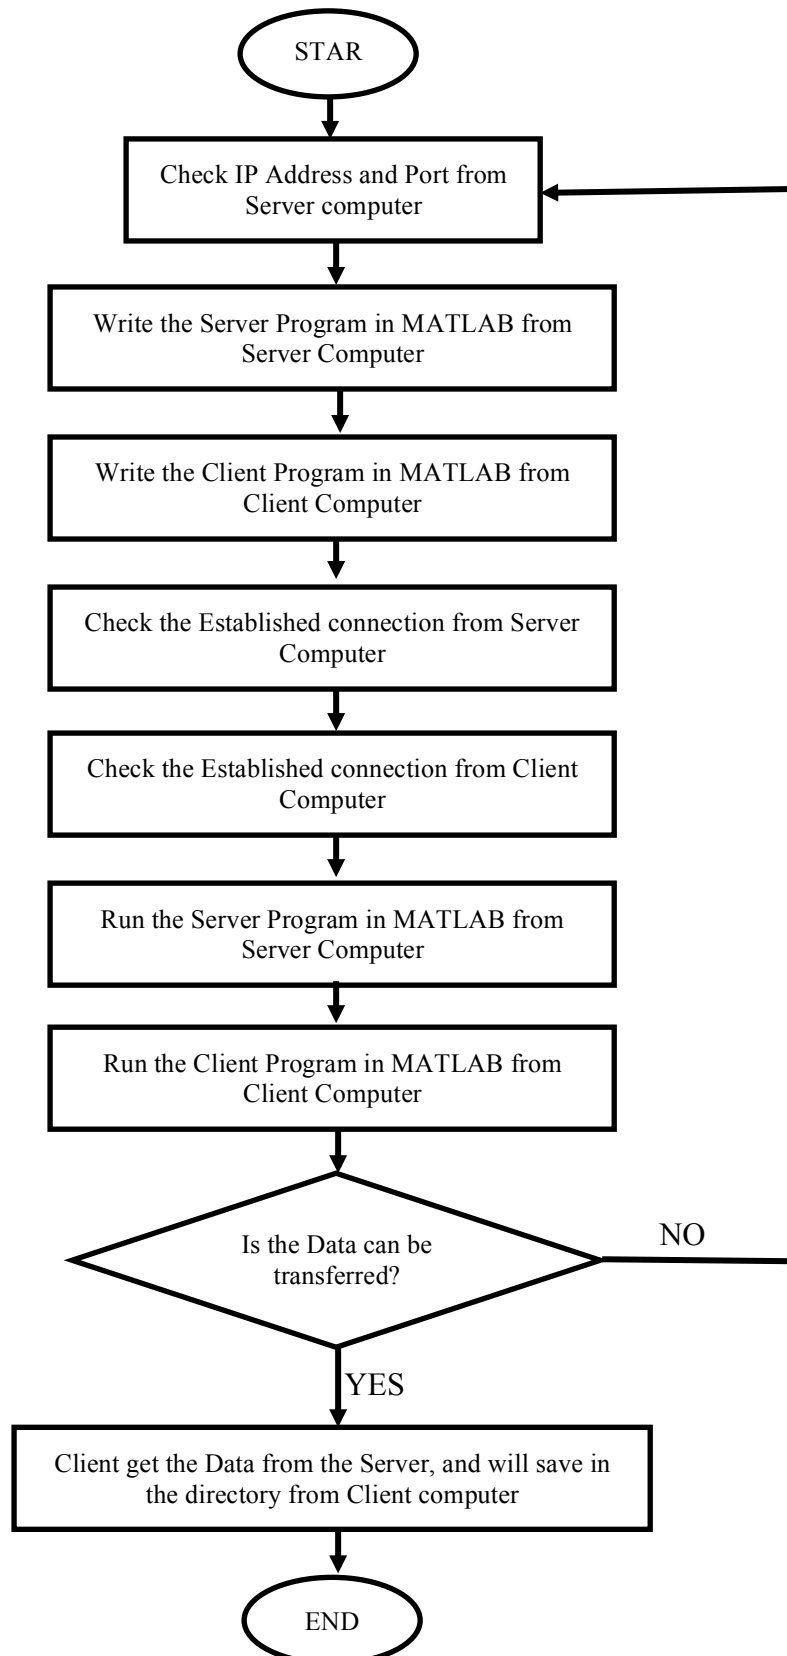 STAR
Check IP Address and Port from
Server computer
Write the Server Program in MATLAB from
Server Computer
Write the Client Program in MATLAB from
Client Computer
Check the Established connection from Server
Computer
Check the Established connection from Client
Computer
Run the Server Program in MATLAB from
Server Computer
Run the Client Program in MATLAB from
Client Computer
Is the Data can be
transferred?
NO
YES
Client get the Data from the Server, and will save in
the directory from Client computer
END